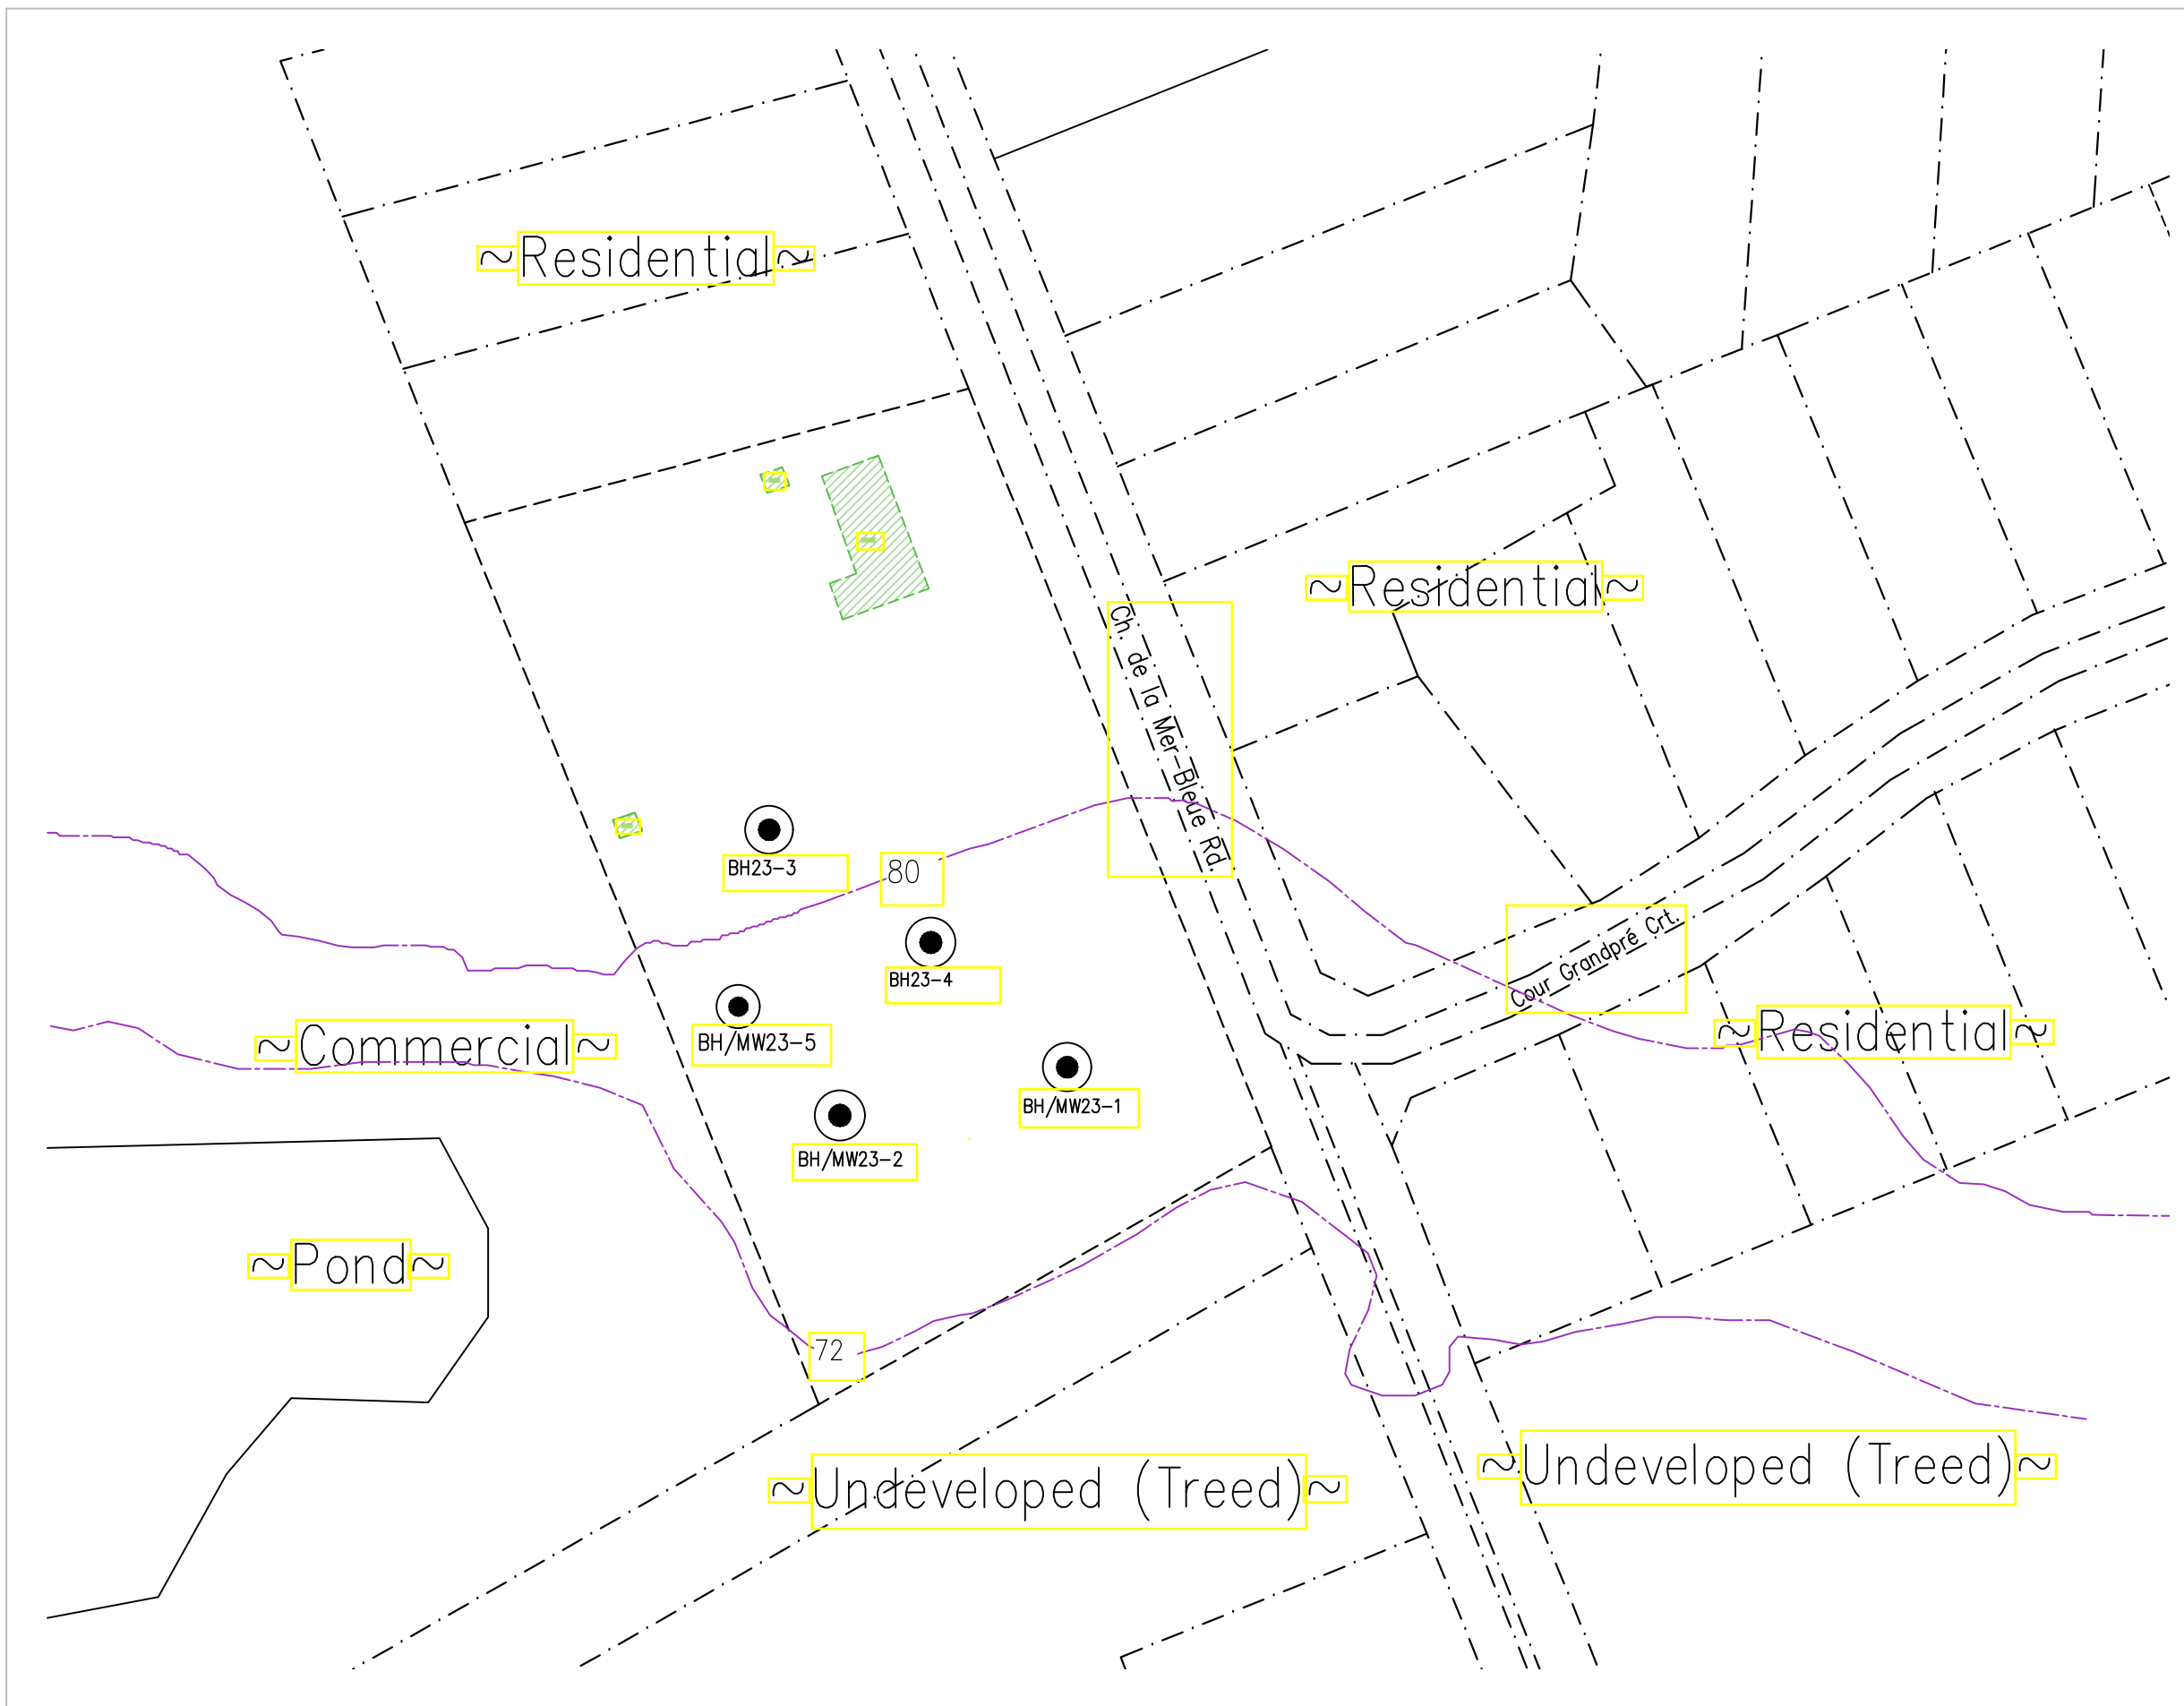 ~Residential~
~Residential~
Ch. de la Mer-Bleue Rd.
BH23-3
80
BH23-4
Cour Grandpré Crt.
BH/MW23-5
~Commercial~
~Residential~
BH/MW23-1
BH/MW23-2
~Pond~
72
~Undeveloped (Treed)~
~Undeveloped (Treed)~